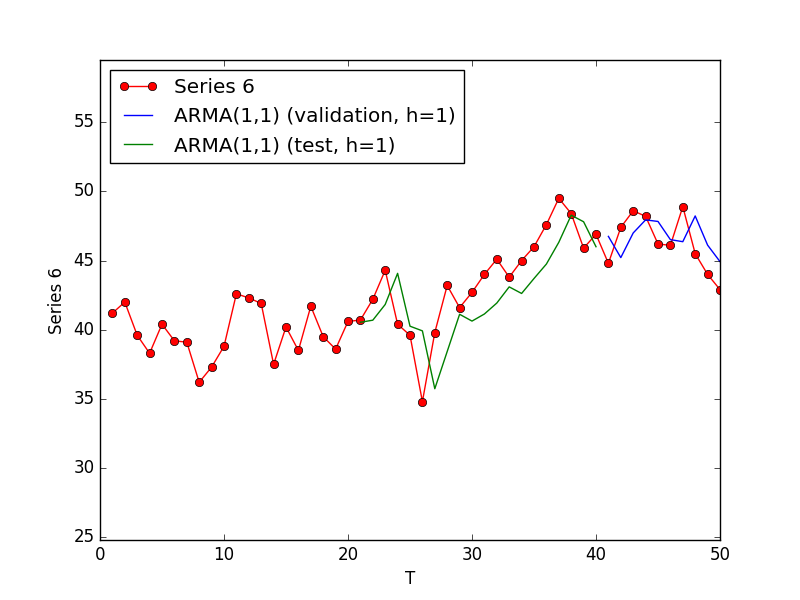 Series 6
ARMA(1,1) (validation, h=1)
ARMA(1,1) (test, h=1)
55
50
45
40
35
30
25
Series 6
0 10 20 30 40 50
T